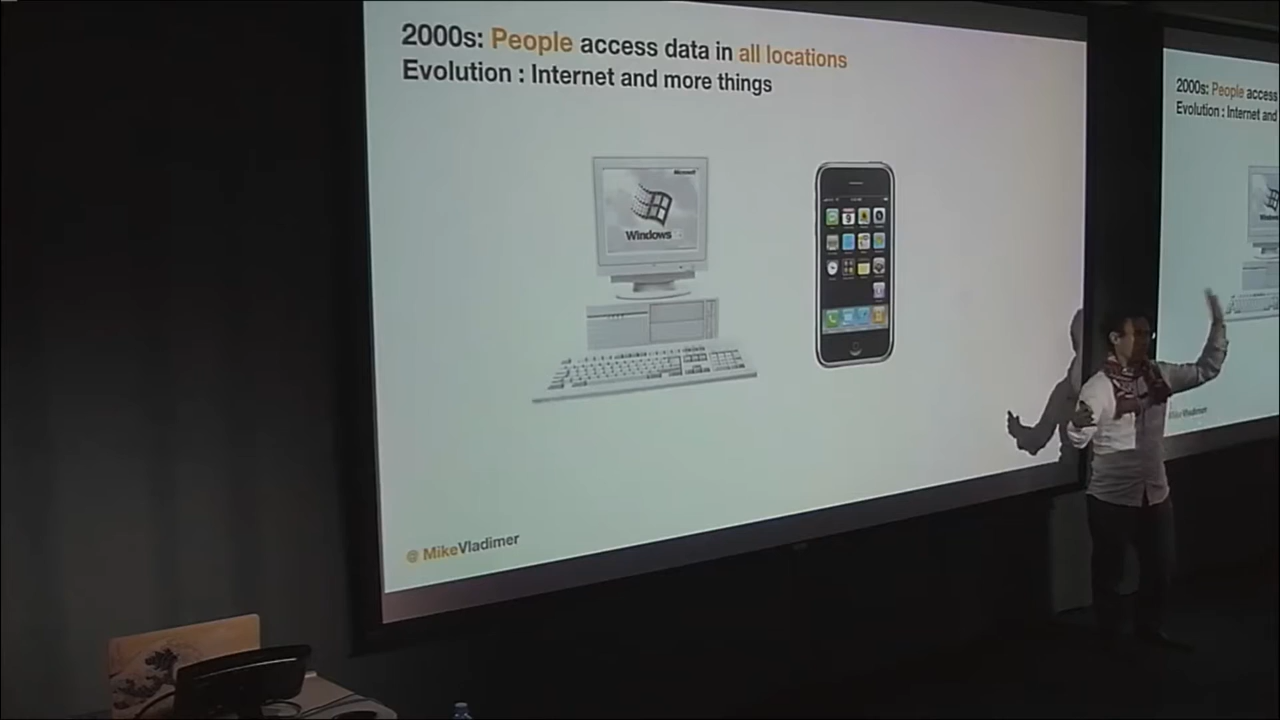 2000s: People access data in all locations
Evolution : Internet and more things
Microsoft
Windows
@ MikeVladimer
2000s: People access
Evolution : Internet and